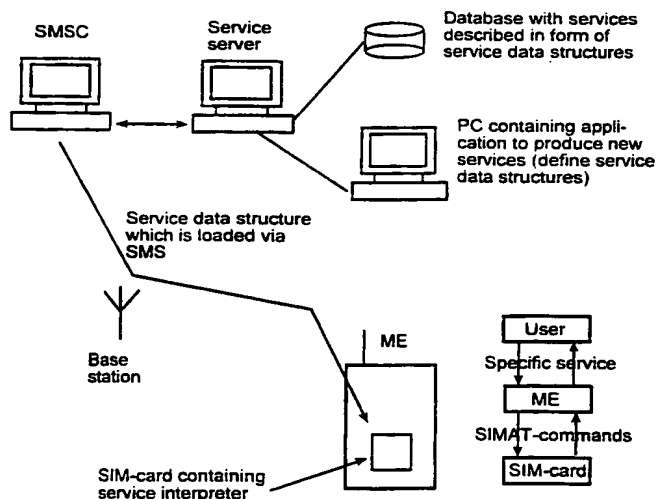 SMSC
Service
server
Database with services
described in form of
service data structures
PC containing appli-
cation to produce new
services (define service
data structures)
Service data structure
which is loaded via
SMS
Base
station
ME
SIM-card containing
service interpreter
User
Specific service
ME
SIMAT-commands
SIM-card